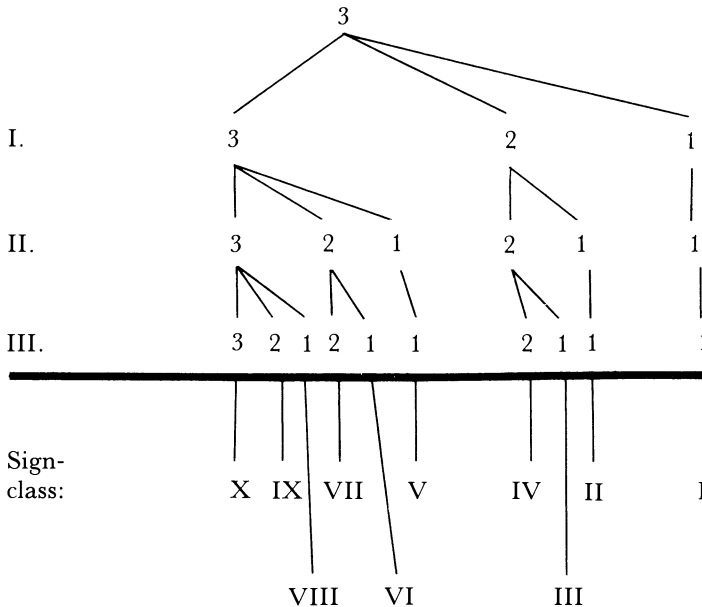 3
I. 3 2 1
II. 3 2 1 2 1 1
III. 3 2 1 2 1 1 2 1 1
Sign-
class: X IX VII V IV II
VIII VI III